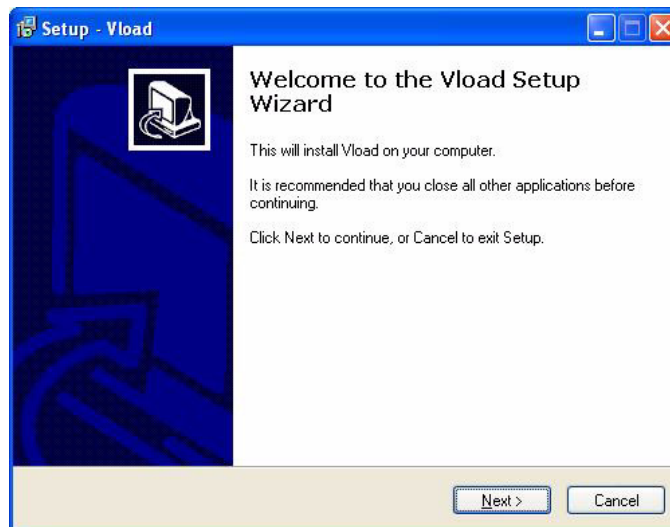 Setup - Vload
Welcome to the Vload Setup
Wizard
This will install Vload on your computer.
It is recommended that you close all other applications before
continuing.
Click Next to continue, or Cancel to exit Setup.
Next >
Cancel